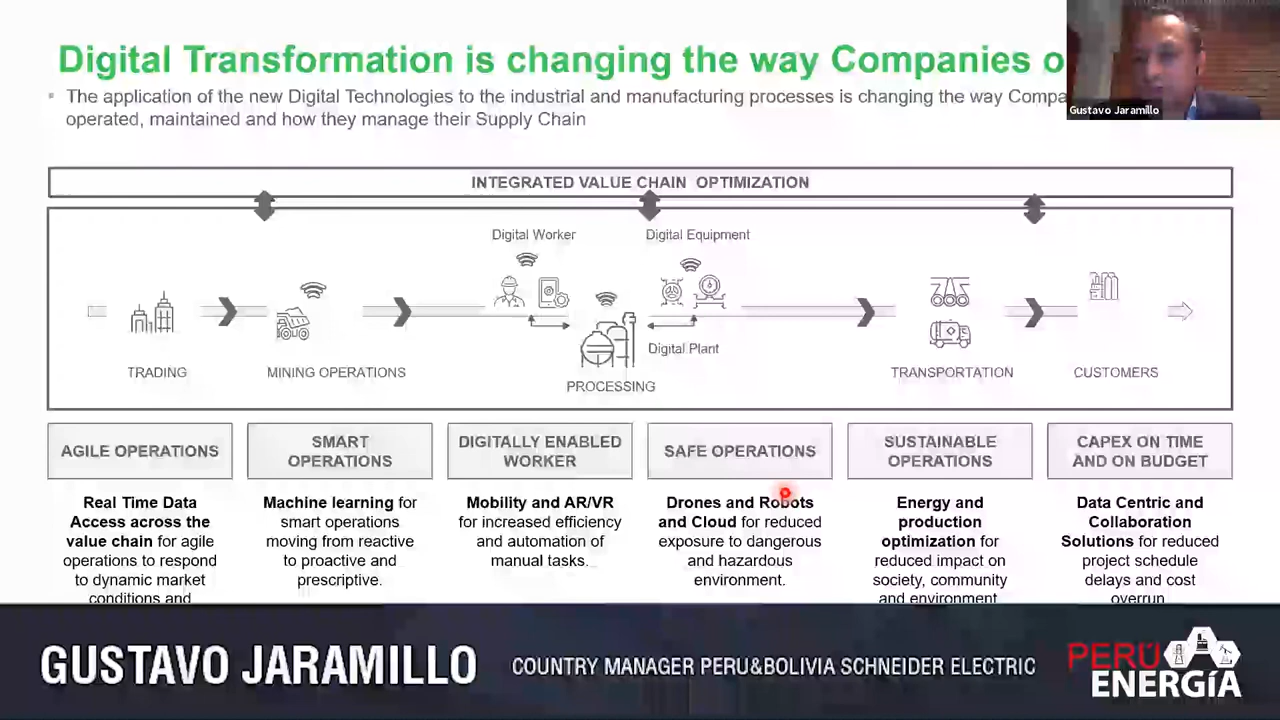 Digital Transformation is changing the way Companies o
The application of the new Digital Technologies to the industrial and manufacturing processes is changing the way Compa
operated, maintained and how they manage their Supply Chain
Gustavo Jaramillo
INTEGRATED VALUE CHAIN OPTIMIZATION
Digital Worker
Digital Equipment
Digital Plant
TRADING
MINING OPERATIONS
PROCESSING
TRANSPORTATION
CUSTOMERS
AGILE OPERATIONS
Real Time Data
Access across the
value chain for agile
operations to respond
to dynamic market
conditions and
SMART
OPERATIONS
Machine learning for
smart operations
moving from reactive
to proactive and
prescriptive.
DIGITALLY ENABLED
WORKER
Mobility and AR/VR
for increased efficiency
and automation of
manual tasks.
SAFE OPERATIONS
Drones and Robots
and Cloud for reduced
exposure to dangerous
and hazardous
environment.
SUSTAINABLE
OPERATIONS
Energy and
production
optimization for
reduced impact on
society, community
and environment
CAPEX ON TIME
AND ON BUDGET
Data Centric and
Collaboration
Solutions for reduced
project schedule
delays and cost
overrun
GUSTAVO JARAMILLO
COUNTRY MANAGER PERU&BOLIVIA SCHNEIDER ELECTRIC
PERÚ
ENERGÍA